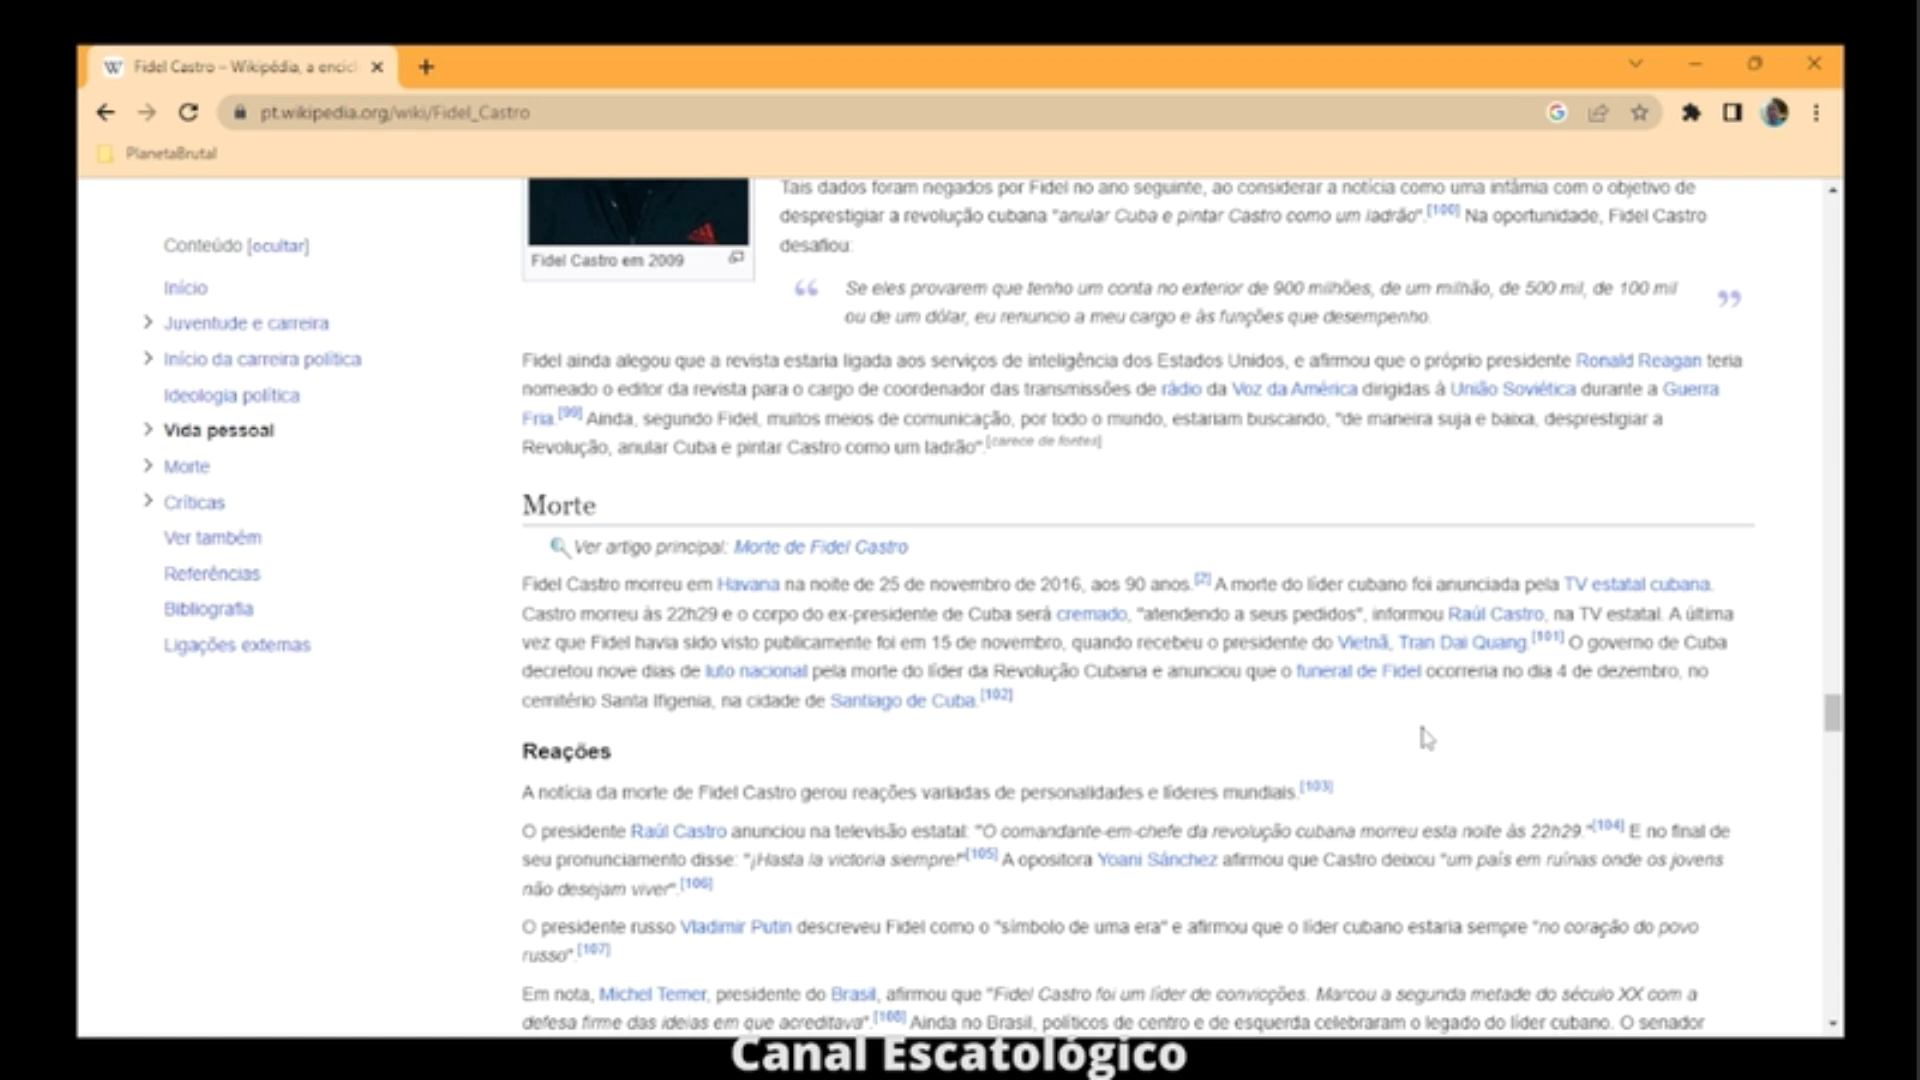 Fidel Castro – Wikipédia, a encicl
pt.wikipedia.org/wiki/Fidel_Castro
PlanetaBrutal
Conteúdo [ocultar]
Início
Juventude e carreira
Início da carreira política
Ideologia política
Vida pessoal
Morte
Críticas
Ver também
Referências
Bibliografia
Ligações externas
Fidel Castro em 2009
Tais dados foram negados por Fidel no ano seguinte, ao considerar a notícia como uma infâmia com o objetivo de
desprestigiar a revolução cubana "anular Cuba e pintar Castro como um ladrão".[100] Na oportunidade, Fidel Castro
desafiou:
“ Se eles provarem que tenho um conta no exterior de 900 milhões, de um milhão, de 500 mil, de 100 mil ”
ou de um dólar, eu renuncio a meu cargo e às funções que desempenho.
Fidel ainda alegou que a revista estaria ligada aos serviços de inteligência dos Estados Unidos, e afirmou que o próprio presidente Ronald Reagan teria
nomeado o editor da revista para o cargo de coordenador das transmissões de rádio da Voz da América dirigidas à União Soviética durante a Guerra
Fria.[99] Ainda, segundo Fidel, muitos meios de comunicação, por todo o mundo, estariam buscando, "de maneira suja e baixa, desprestigiar a
Revolução, anular Cuba e pintar Castro como um ladrão".[carece de fontes]
Morte
Ver artigo principal: Morte de Fidel Castro
Fidel Castro morreu em Havana na noite de 25 de novembro de 2016, aos 90 anos.[2] A morte do líder cubano foi anunciada pela TV estatal cubana.
Castro morreu às 22h29 e o corpo do ex-presidente de Cuba será cremado, "atendendo a seus pedidos", informou Raúl Castro, na TV estatal. A última
vez que Fidel havia sido visto publicamente foi em 15 de novembro, quando recebeu o presidente do Vietnã, Tran Dai Quang.[101] O governo de Cuba
decretou nove dias de luto nacional pela morte do líder da Revolução Cubana e anunciou que o funeral de Fidel ocorreria no dia 4 de dezembro, no
cemitério Santa Ifigenia, na cidade de Santiago de Cuba.[102]
Reações
A notícia da morte de Fidel Castro gerou reações variadas de personalidades e líderes mundiais.[103]
O presidente Raúl Castro anunciou na televisão estatal: "O comandante-em-chefe da revolução cubana morreu esta noite às 22h29."[104] E no final de
seu pronunciamento disse: "¡Hasta la victoria siempre!"[105] A opositora Yoani Sánchez afirmou que Castro deixou "um país em ruínas onde os jovens
não desejam viver".[106]
O presidente russo Vladimir Putin descreveu Fidel como o "símbolo de uma era" e afirmou que o líder cubano estaria sempre "no coração do povo
russo".[107]
Em nota, Michel Temer, presidente do Brasil, afirmou que "Fidel Castro foi um líder de convicções. Marcou a segunda metade do século XX com a
defesa firme das ideias em que acreditava".[108] Ainda no Brasil, políticos de centro e de esquerda celebraram o legado do líder cubano. O senador
Canal Escatológico